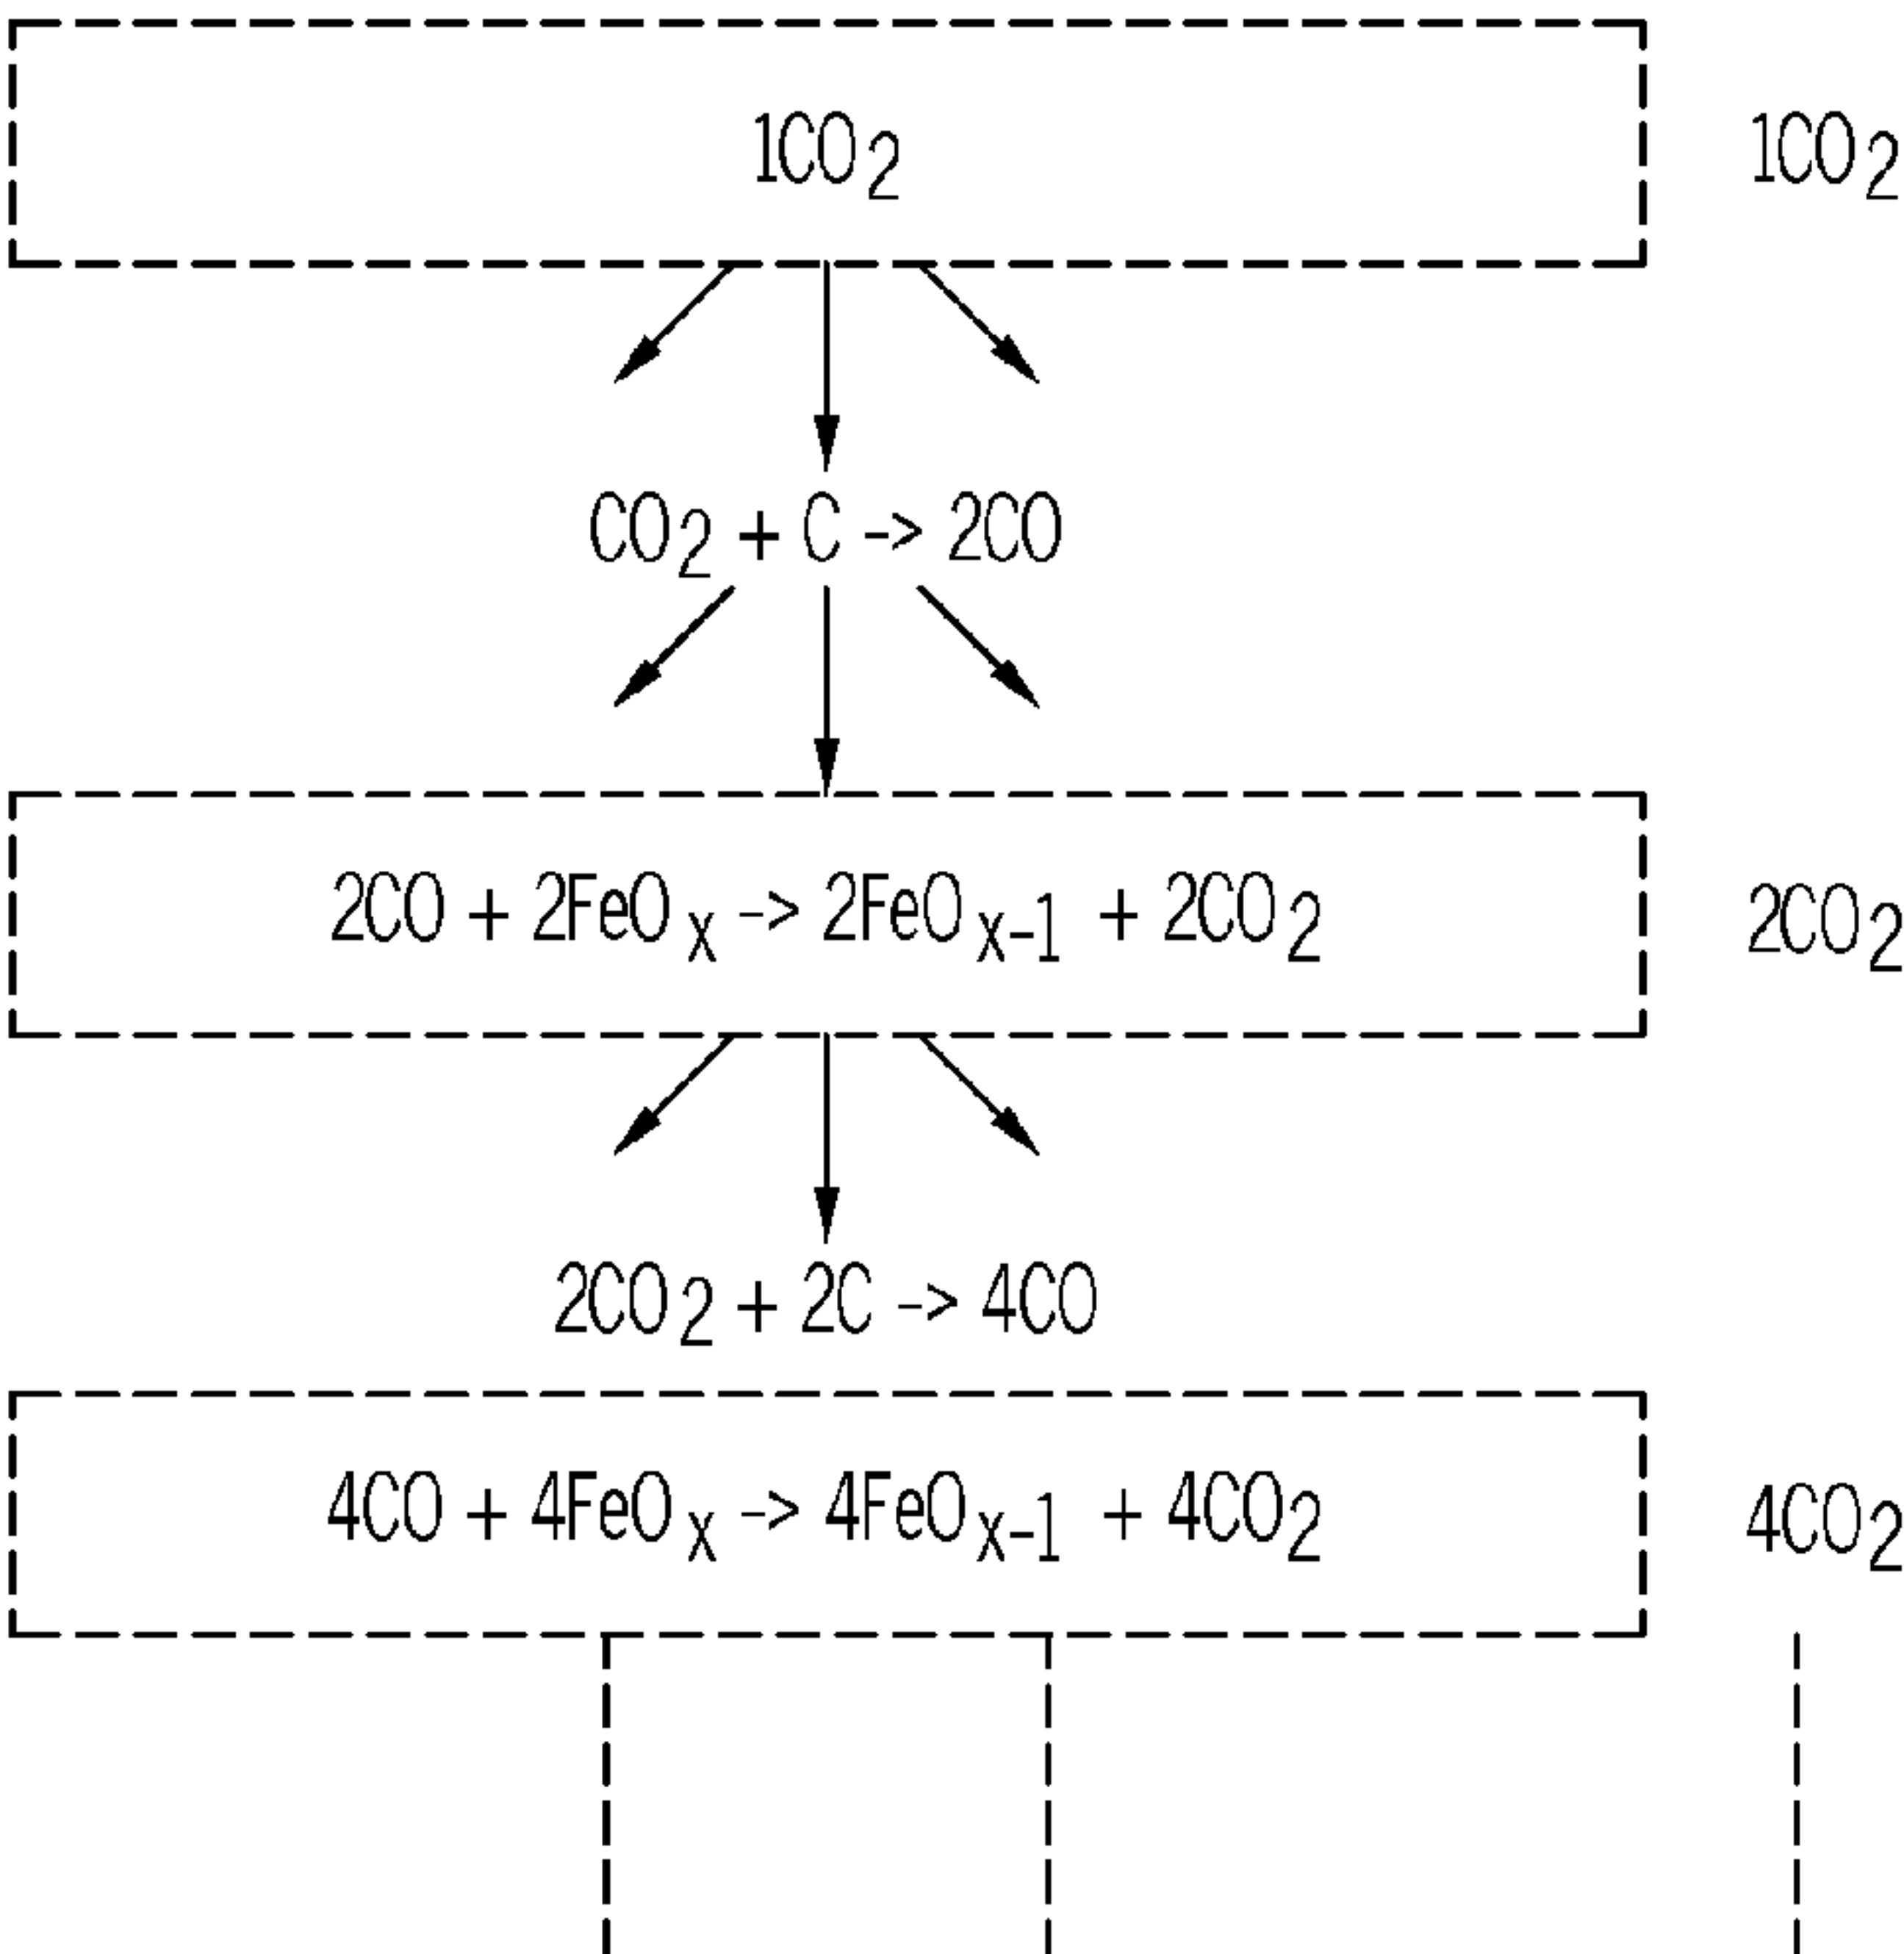 1CO₂ 1CO₂
CO₂ + C -> 2CO
2CO + 2FeOₓ -> 2FeOₓ₋₁ + 2CO₂ 2CO₂
2CO₂ + 2C -> 4CO
4CO + 4FeOₓ -> 4FeOₓ₋₁ + 4CO₂ 4CO₂